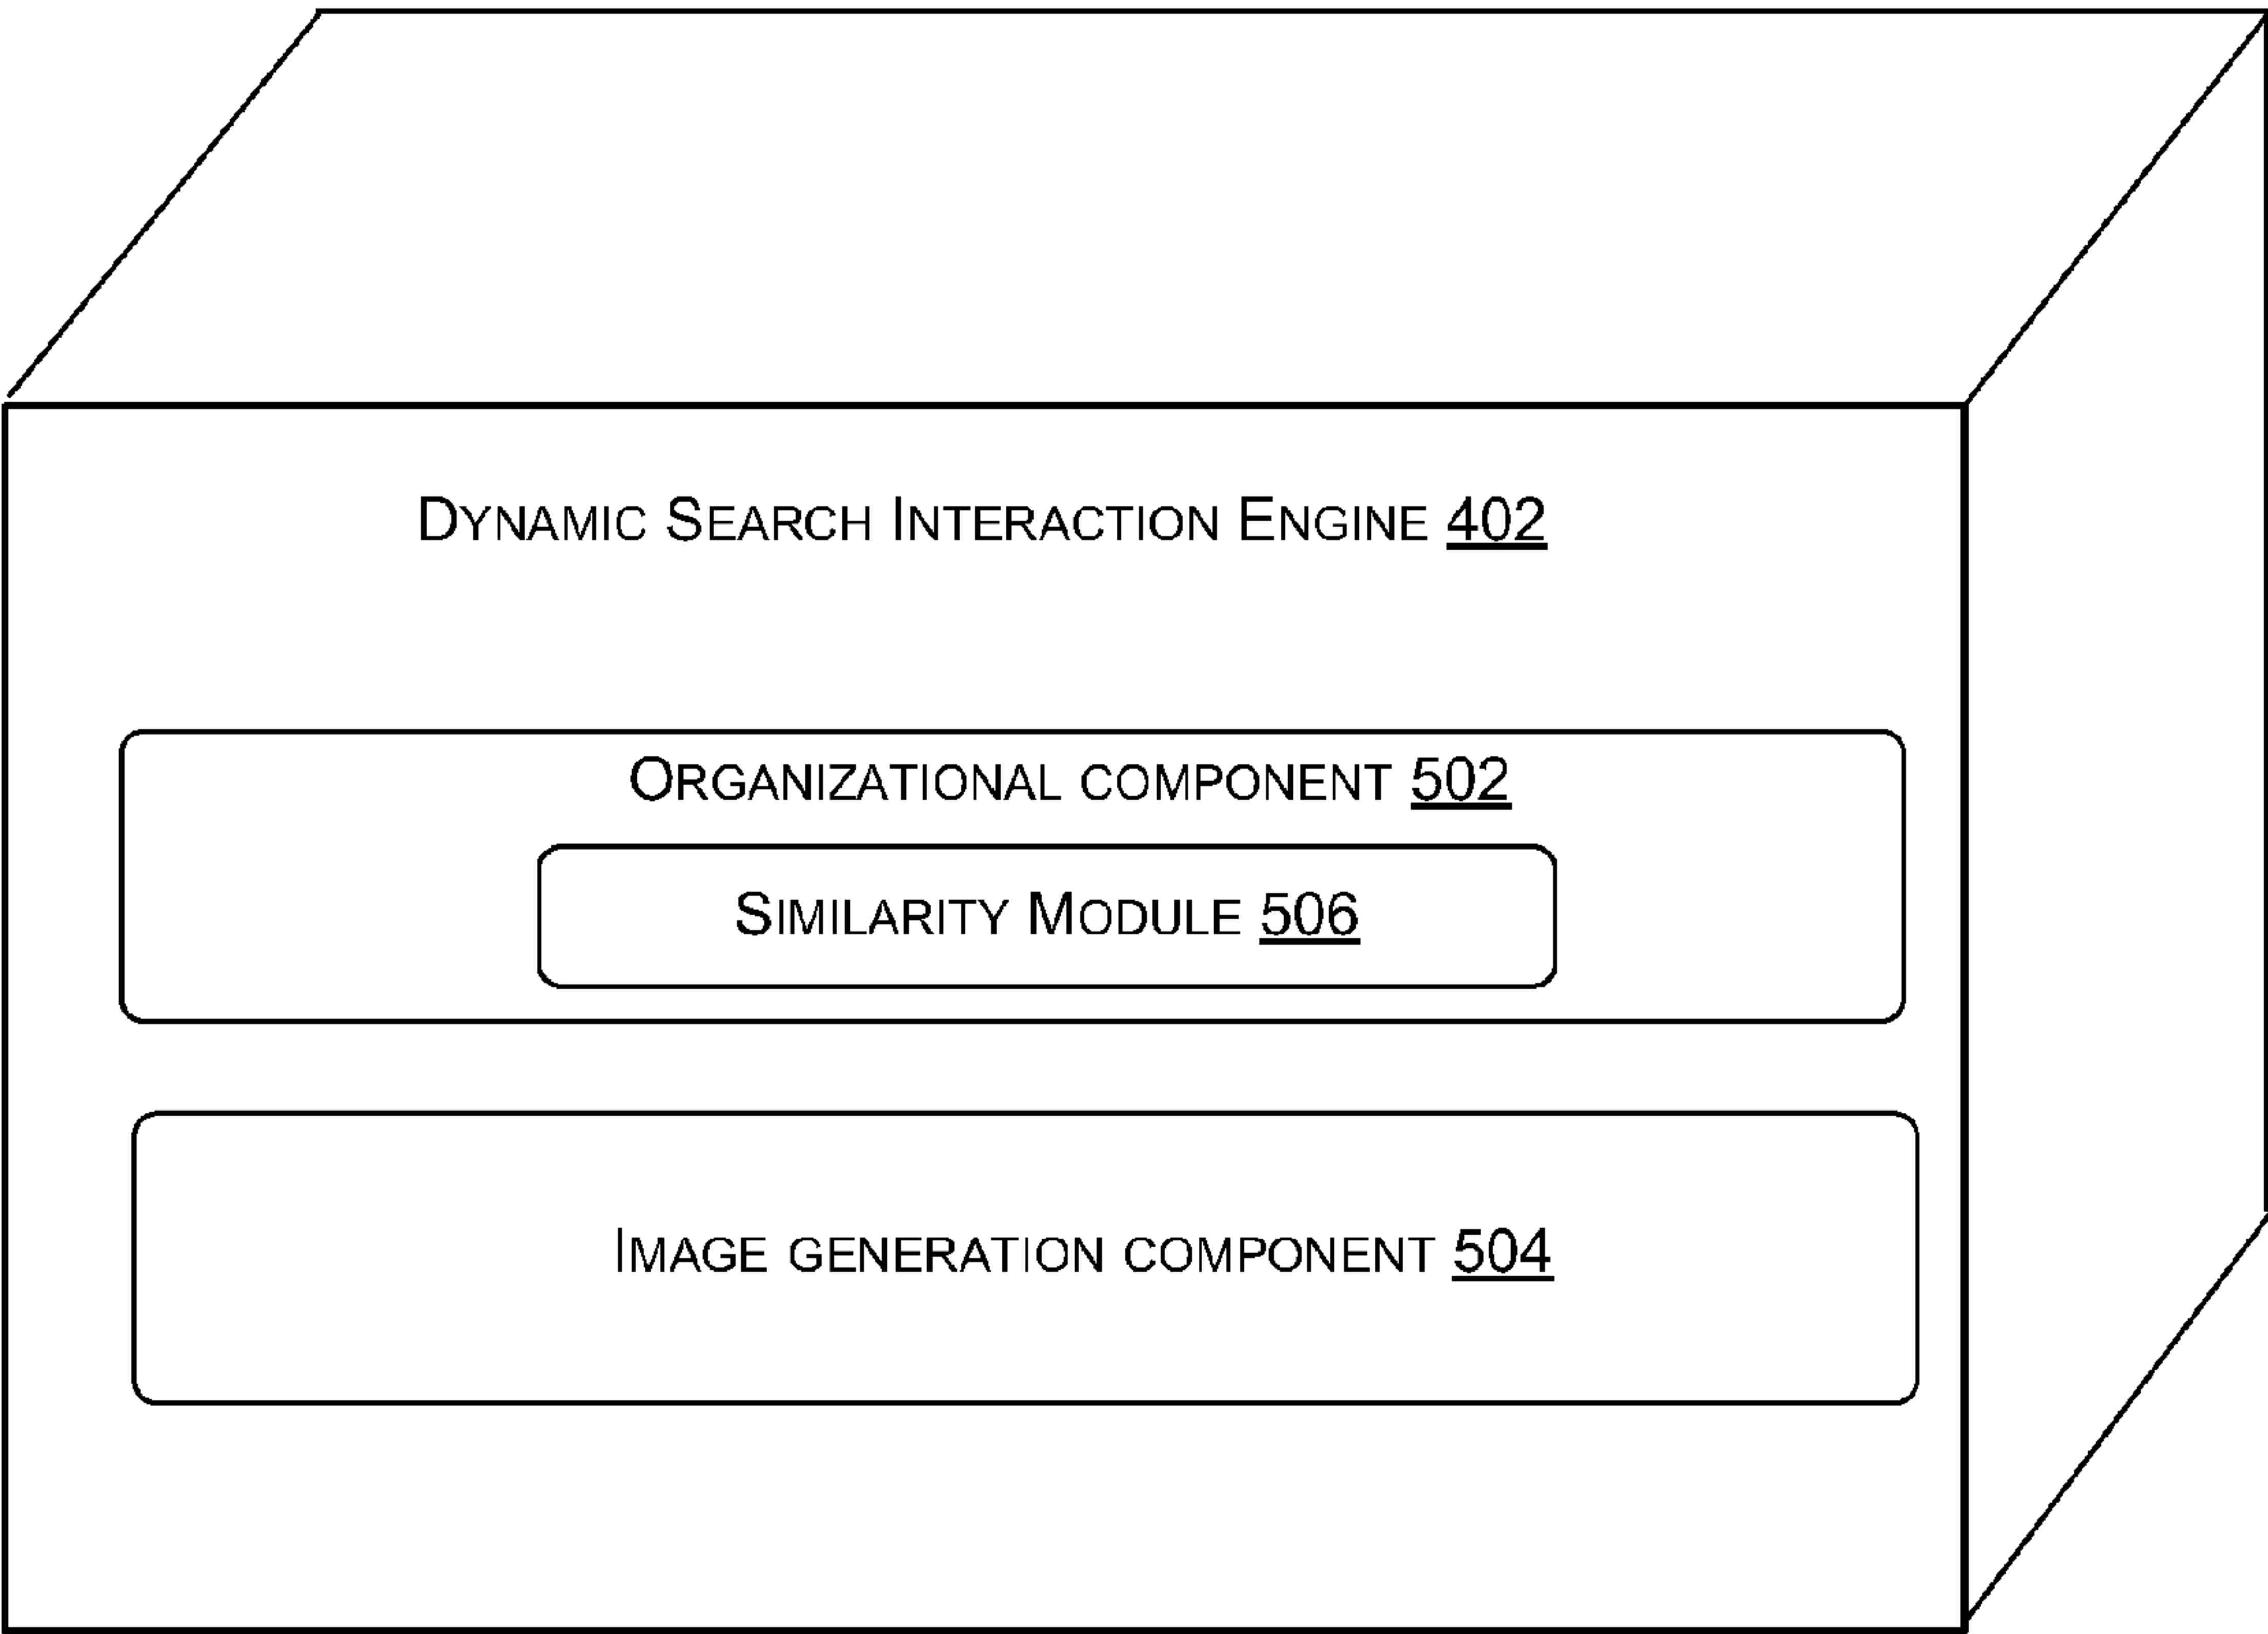 Dynamic Search Interaction Engine 402
Organizational component 502
Similarity Module 506
Image generation component 504